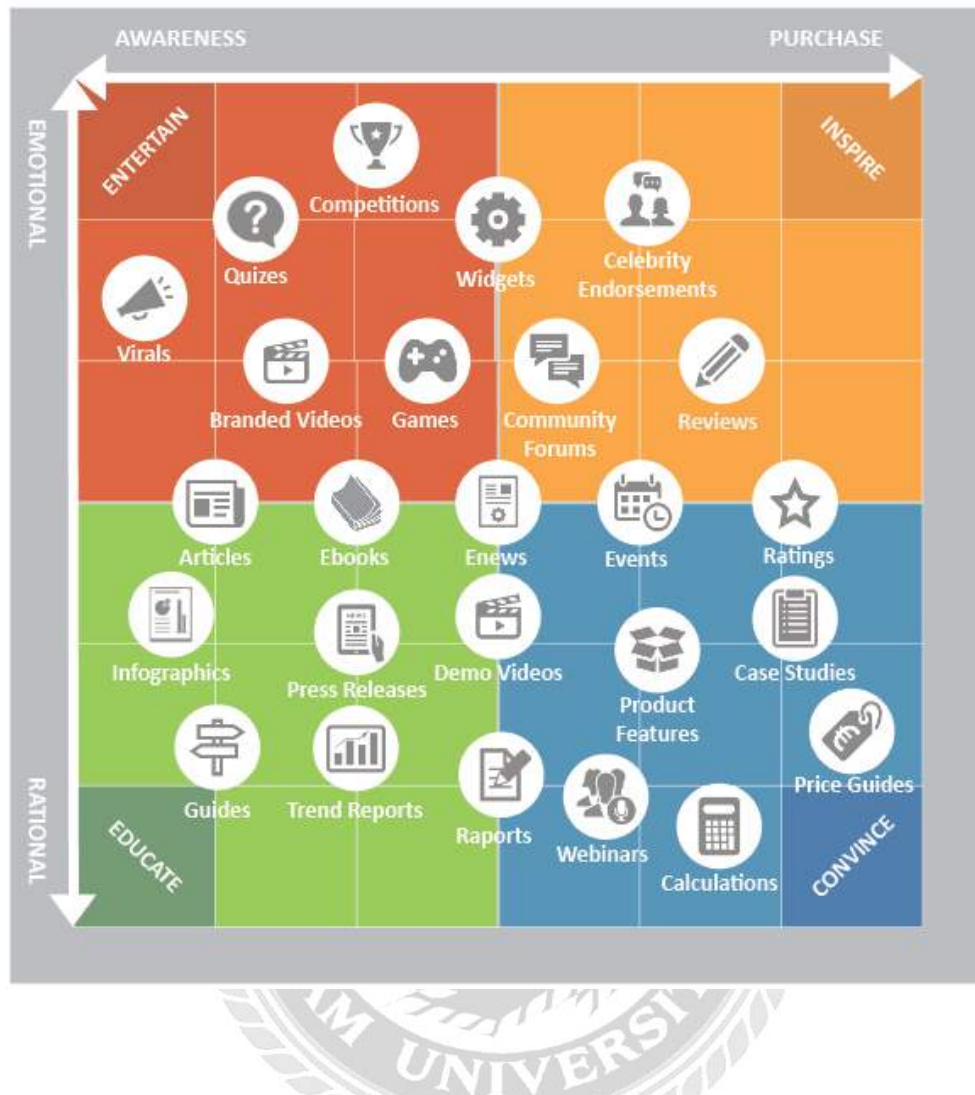 AWARENESS
PURCHASE
EMOTIONAL
RATIONAL
ENTERTAIN
INSPIRE
Competitions
Quizes
Widgets
Celebrity
Endorsements
Virals
Branded Videos
Games
Community
Forums
Reviews
Articles
Ebooks
Enews
Events
Ratings
Infographics
Press Releases
Demo Videos
Product
Features
Case Studies
Guides
Trend Reports
Raports
Webinars
Calculations
Price Guides
EDUCATE
CONVINCE
UNIVERS